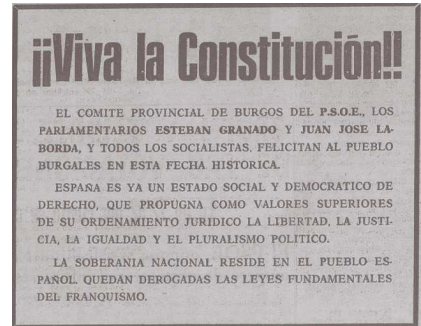 ¡¡Viva la Constitución!!
EL COMITE PROVINCIAL DE BURGOS DEL P.S.O.E., LOS
PARLAMENTARIOS ESTEBAN GRANADO Y JUAN JOSE LA-
BORDA, Y TODOS LOS SOCIALISTAS. FELICITAN AL PUEBLO
BURGALES EN ESTA FECHA HISTORICA.
ESPAÑA ES YA UN ESTADO SOCIAL Y DEMOCRATICO DE
DERECHO, QUE PROPUGNA COMO VALORES SUPERIORES
DE SU ORDENAMIENTO JURIDICO LA LIBERTAD, LA JUSTI-
CIA, LA IGUALDAD Y EL PLURALISMO POLITICO.
LA SOBERANIA NACIONAL RESIDE EN EL PUEBLO ES-
PAÑOL. QUEDAN DEROGADAS LAS LEYES FUNDAMENTALES
DEL FRANQUISMO.